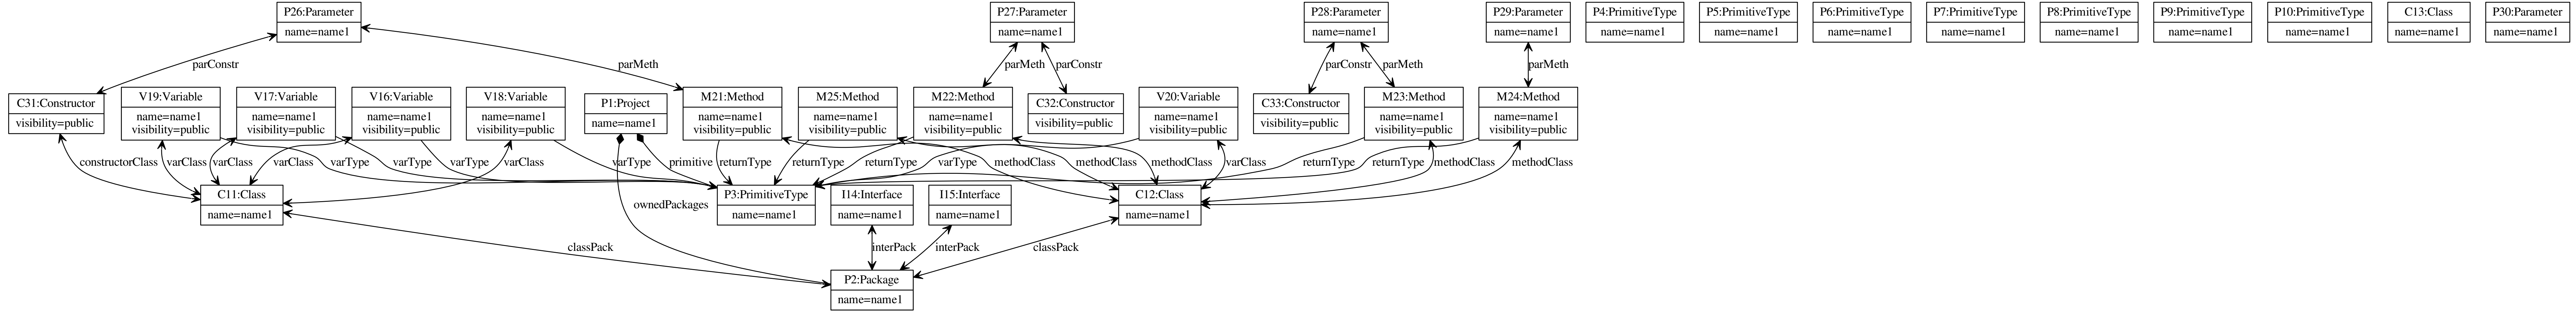 P26:Parameter
name=name1
P27:Parameter
name=name1
P28:Parameter
name=name1
P29:Parameter
name=name1
P4:PrimitiveType
name=name1
P5:PrimitiveType
name=name1
P6:PrimitiveType
name=name1
P7:PrimitiveType
name=name1
P8:PrimitiveType
name=name1
P9:PrimitiveType
name=name1
P10:PrimitiveType
name=name1
C13:Class
name=name1
P30:Parameter
name=name1
parConstr
parMeth
parMeth
parConstr
parConstr
parMeth
parMeth
C31:Constructor
visibility=public
V19:Variable
name=name1
visibility=public
V17:Variable
name=name1
visibility=public
V16:Variable
name=name1
visibility=public
V18:Variable
name=name1
visibility=public
P1:Project
name=name1
M21:Method
name=name1
visibility=public
M25:Method
name=name1
visibility=public
M22:Method
name=name1
visibility=public
C32:Constructor
visibility=public
V20:Variable
name=name1
visibility=public
C33:Constructor
visibility=public
M23:Method
name=name1
visibility=public
M24:Method
name=name1
visibility=public
constructorClass
varClass
varClass
varClass
varType
varType
varType
varClass
varType
primitive
returnType
returnType
returnType
varType
methodClass
methodClass
methodClass
varClass
returnType
returnType
methodClass
methodClass
C11:Class
name=name1
ownedPackages
P3:PrimitiveType
name=name1
I14:Interface
name=name1
I15:Interface
name=name1
C12:Class
name=name1
classPack
interPack
interPack
classPack
P2:Package
name=name1